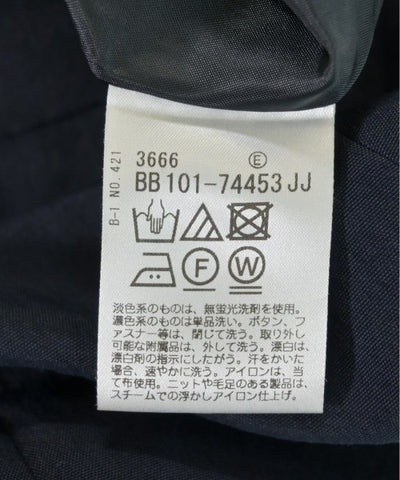 B-I NO.421
3666 Ⓔ
BB101-74453JJ
F W
淡色系のものは、無蛍光洗剤を使用。
濃色系のものは単品洗い。ボタン、フ
ァスナー等は、閉じて洗う。取り外し
可能な附属品は、外して洗う。漂白は、
漂白剤の指示にしたがう。汗をかいた
場合、速やかに洗う。アイロンは、当
て布使用。ニットや毛足のある製品は、
スチームでの浮かしアイロン仕上げ。